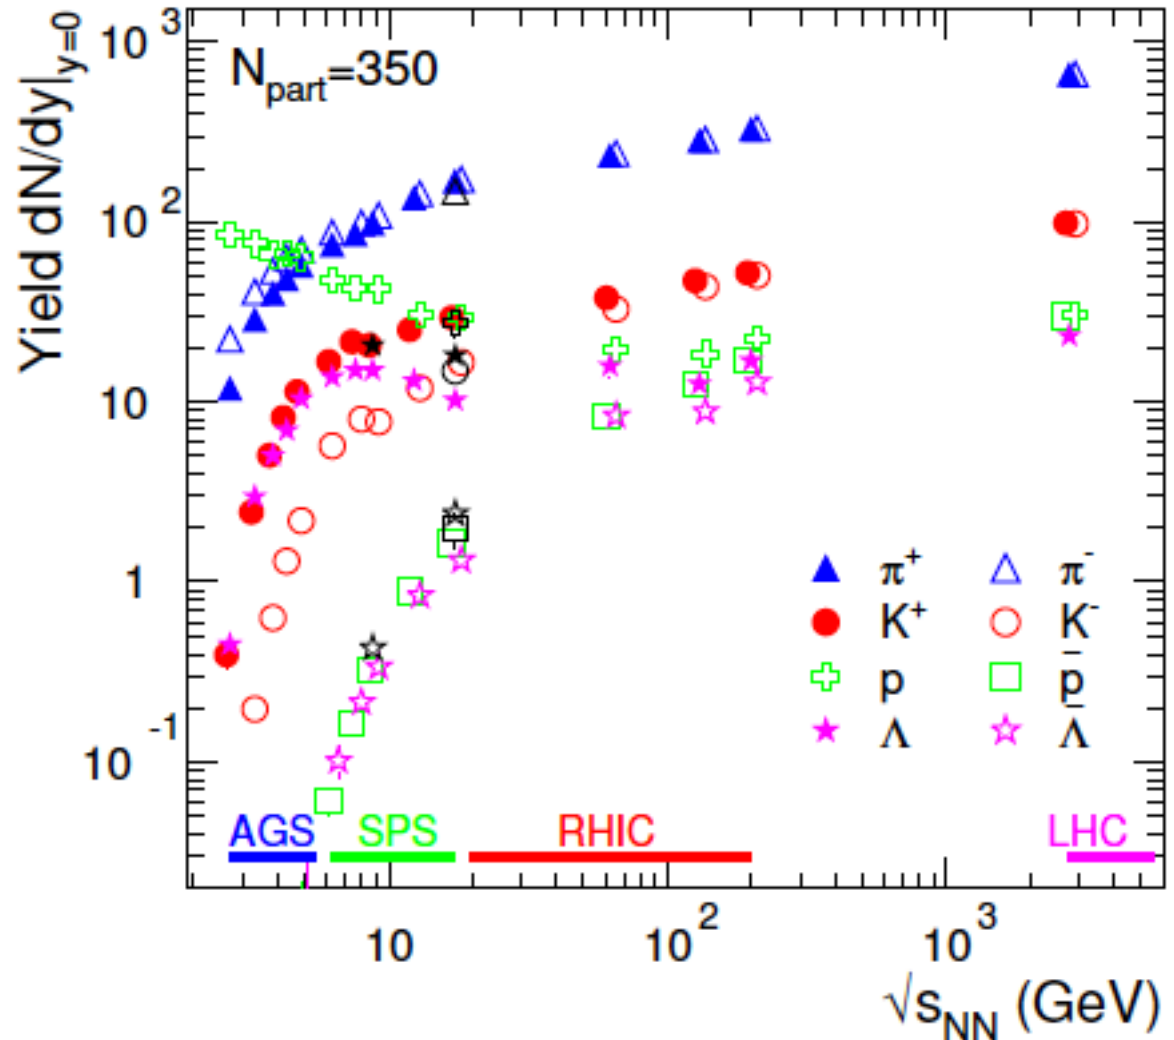 Yield dN/dy|y=0
N_part=350
10^3
10^2
10
1
10^-1
π+ π-
K+ K-
p p̄
Λ Λ̄
AGS SPS RHIC LHC
10 10^2 10^3
√s_NN (GeV)